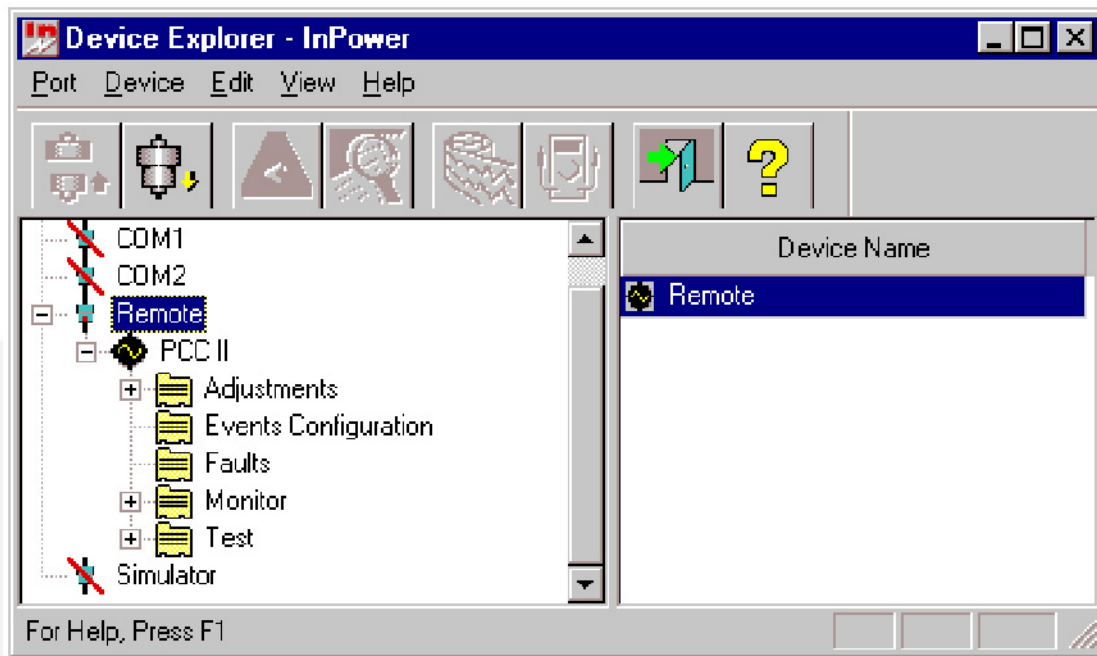 Device Explorer - InPower
Port Device Edit View Help
COM1
COM2
Remote
PCC II
Adjustments
Events Configuration
Faults
Monitor
Test
Simulator
Device Name
Remote
For Help, Press F1